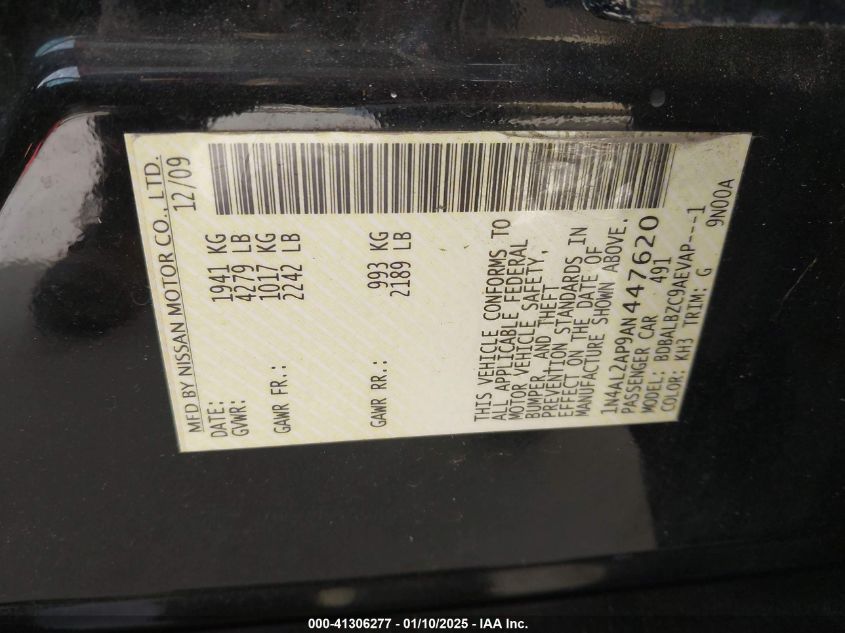 MFD BY NISSAN MOTOR CO., LTD.
DATE: 12/09
GVWR: 1941 KG
4279 LB
GAWR FR.: 1017 KG
2242 LB
GAWR RR.: 993 KG
2189 LB
THIS VEHICLE CONFORMS TO
ALL APPLICABLE FEDERAL
MOTOR VEHICLE SAFETY,
BUMPER, AND THEFT
PREVENTION STANDARDS IN
EFFECT ON THE DATE OF
MANUFACTURE SHOWN ABOVE.
1N4AL2AP9AN447620
PASSENGER CAR 491
MODEL: BDBALBZC9AEVAP---1
COLOR: KH3 TRIM: G 9N00A
000-41306277 - 01/10/2025 - IAA Inc.